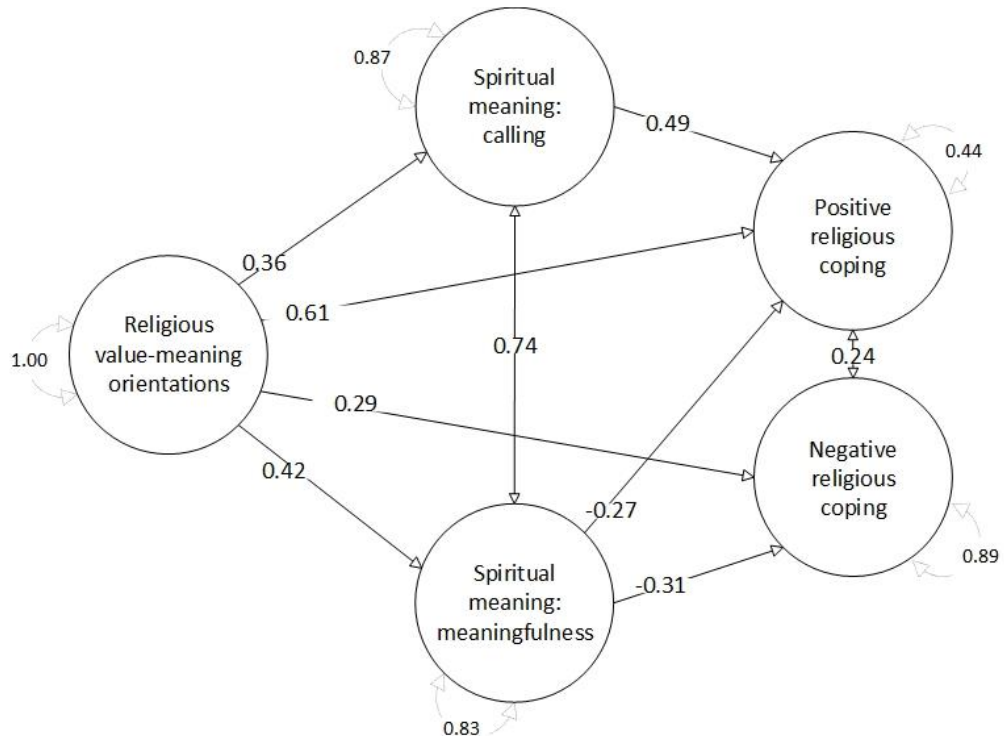 0.87
Spiritual
meaning:
calling
0.49
0.44
Positive
religious
coping
0.36
0.61
Religious
value-meaning
orientations
1.00
0.74
0.24
0.29
Negative
religious
coping
0.42
-0.27
0.89
Spiritual
meaning:
meaningfulness
-0.31
0.83